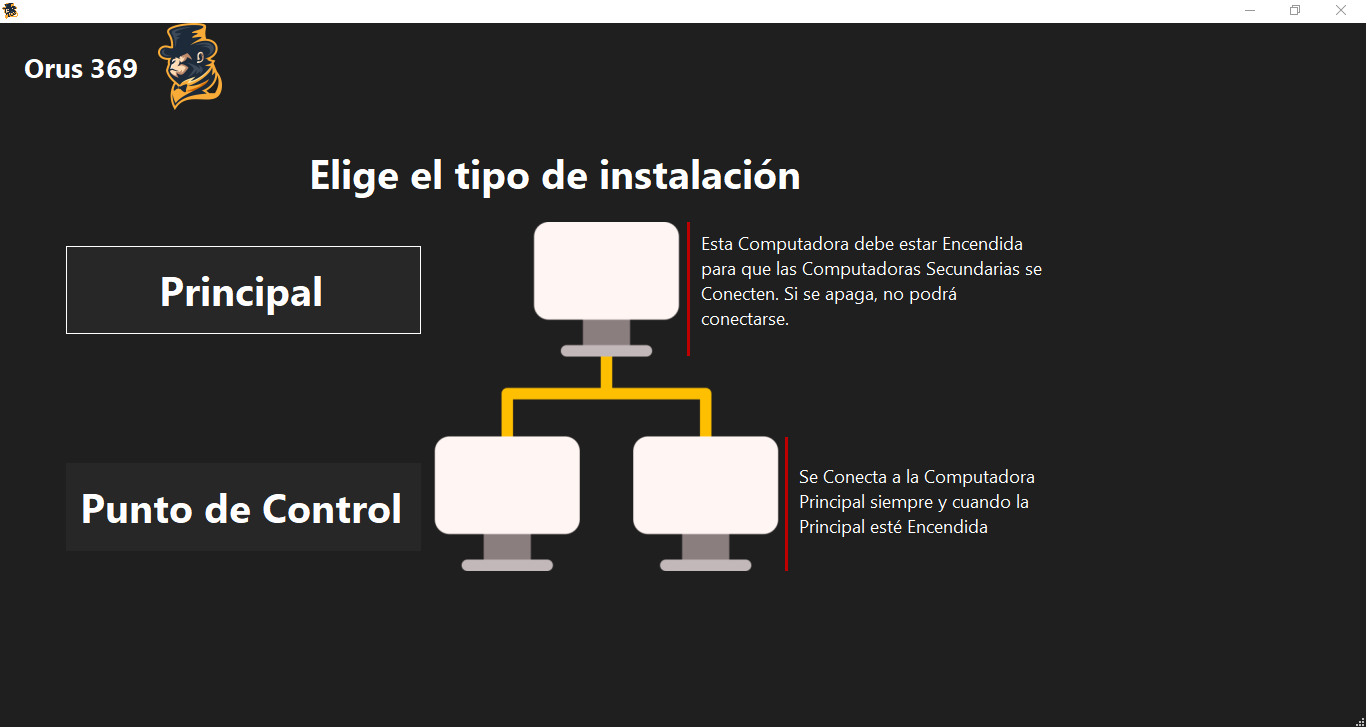 Orus 369
Elige el tipo de instalación
Principal
Esta Computadora debe estar Encendida
para que las Computadoras Secundarias se
Conecten. Si se apaga, no podrá
conectarse.
Punto de Control
Se Conecta a la Computadora
Principal siempre y cuando la
Principal esté Encendida